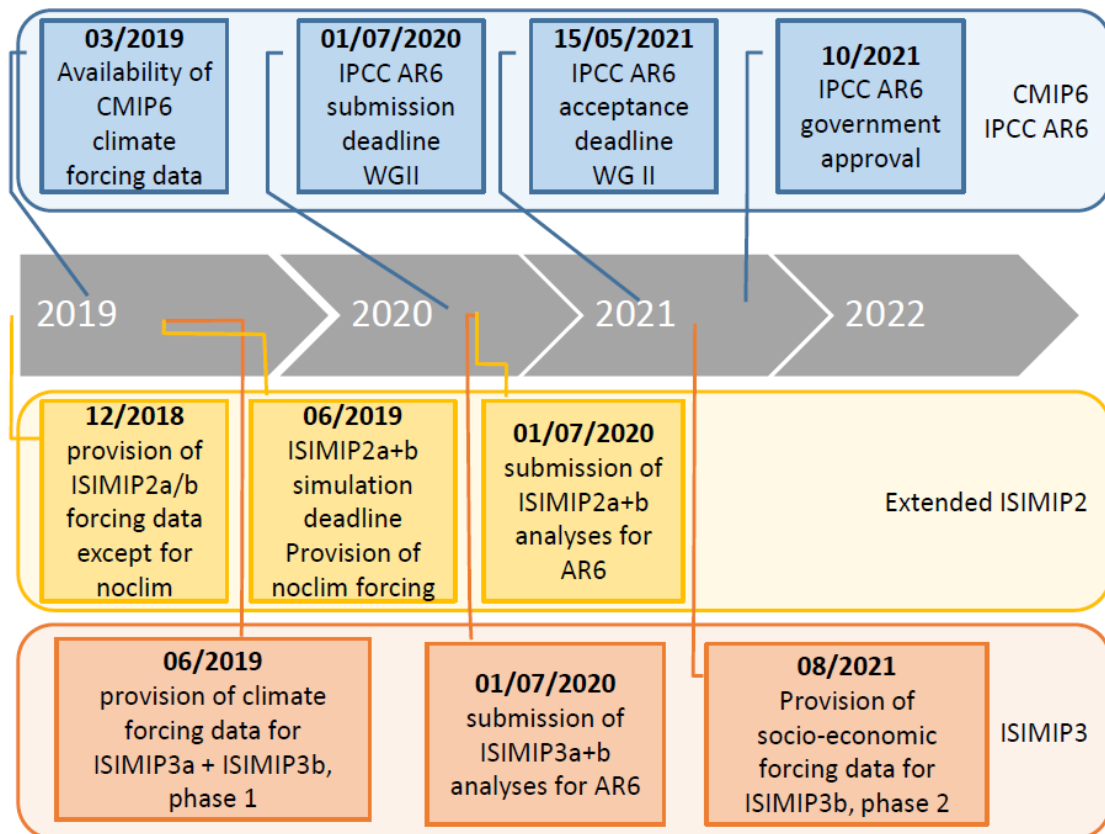 03/2019
Availability of
CMIP6
climate
forcing data
01/07/2020
IPCC AR6
submission
deadline
WGII
15/05/2021
IPCC AR6
acceptance
deadline
WG II
10/2021
IPCC AR6
government
approval
CMIP6
IPCC AR6
2019
2020
2021
2022
12/2018
provision of
ISIMIP2a/b
forcing data
except for
noclim
06/2019
ISIMIP2a+b
simulation
deadline
Provision of
noclim forcing
01/07/2020
submission of
ISIMIP2a+b
analyses for
AR6
Extended ISIMIP2
06/2019
provision of climate
forcing data for
ISIMIP3a + ISIMIP3b,
phase 1
01/07/2020
submission of
ISIMIP3a+b
analyses for AR6
08/2021
Provision of
socio-economic
forcing data for
ISIMIP3b, phase 2
ISIMIP3